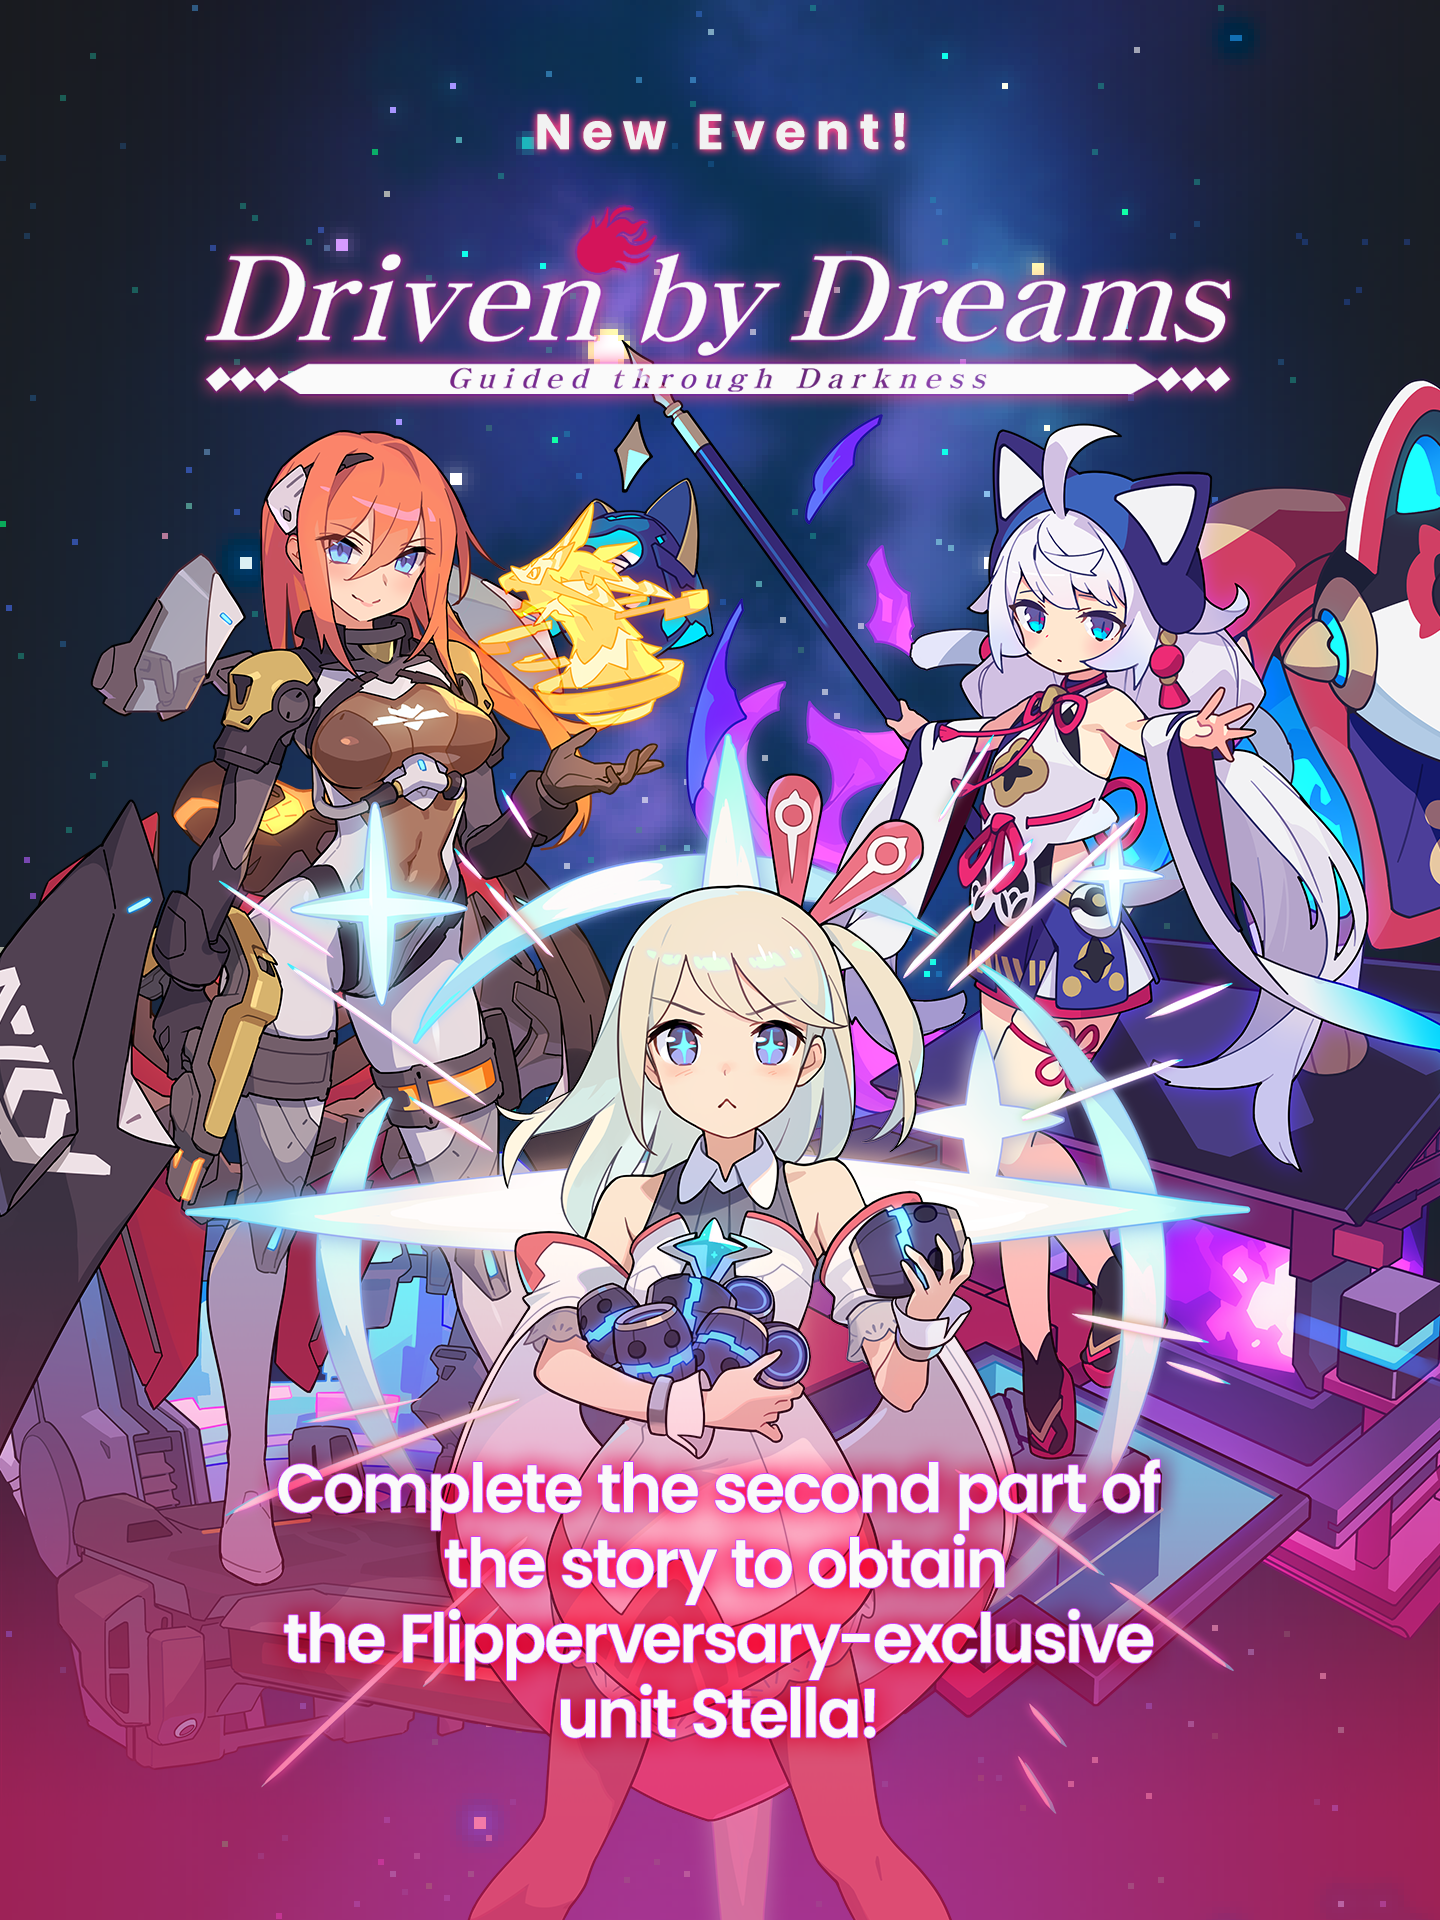 New Event!
Driven by Dreams
Guided through Darkness
Complete the second part of
the story to obtain
the Flipperversary-exclusive
unit Stella!